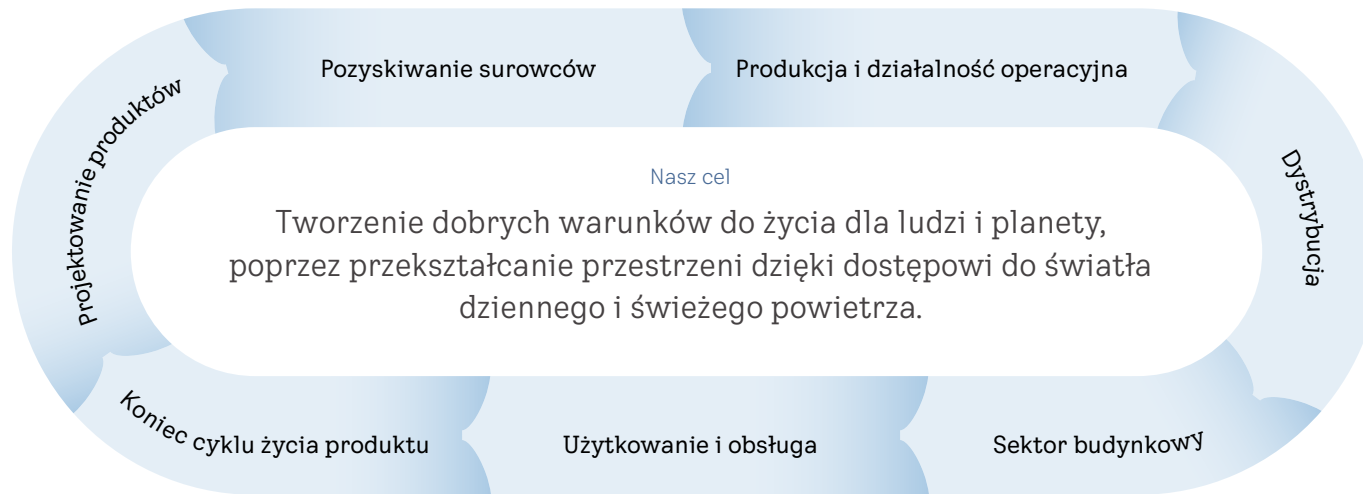 Pozyskiwanie surowców
Produkcja i działalność operacyjna
Dystrybucja
Sektor budynkowy
Użytkowanie i obsługa
Koniec cyklu życia produktu
Projektowanie produktów
Nasz cel
Tworzenie dobrych warunków do życia dla ludzi i planety,
poprzez przekształcanie przestrzeni dzięki dostępowi do światła
dziennego i świeżego powietrza.